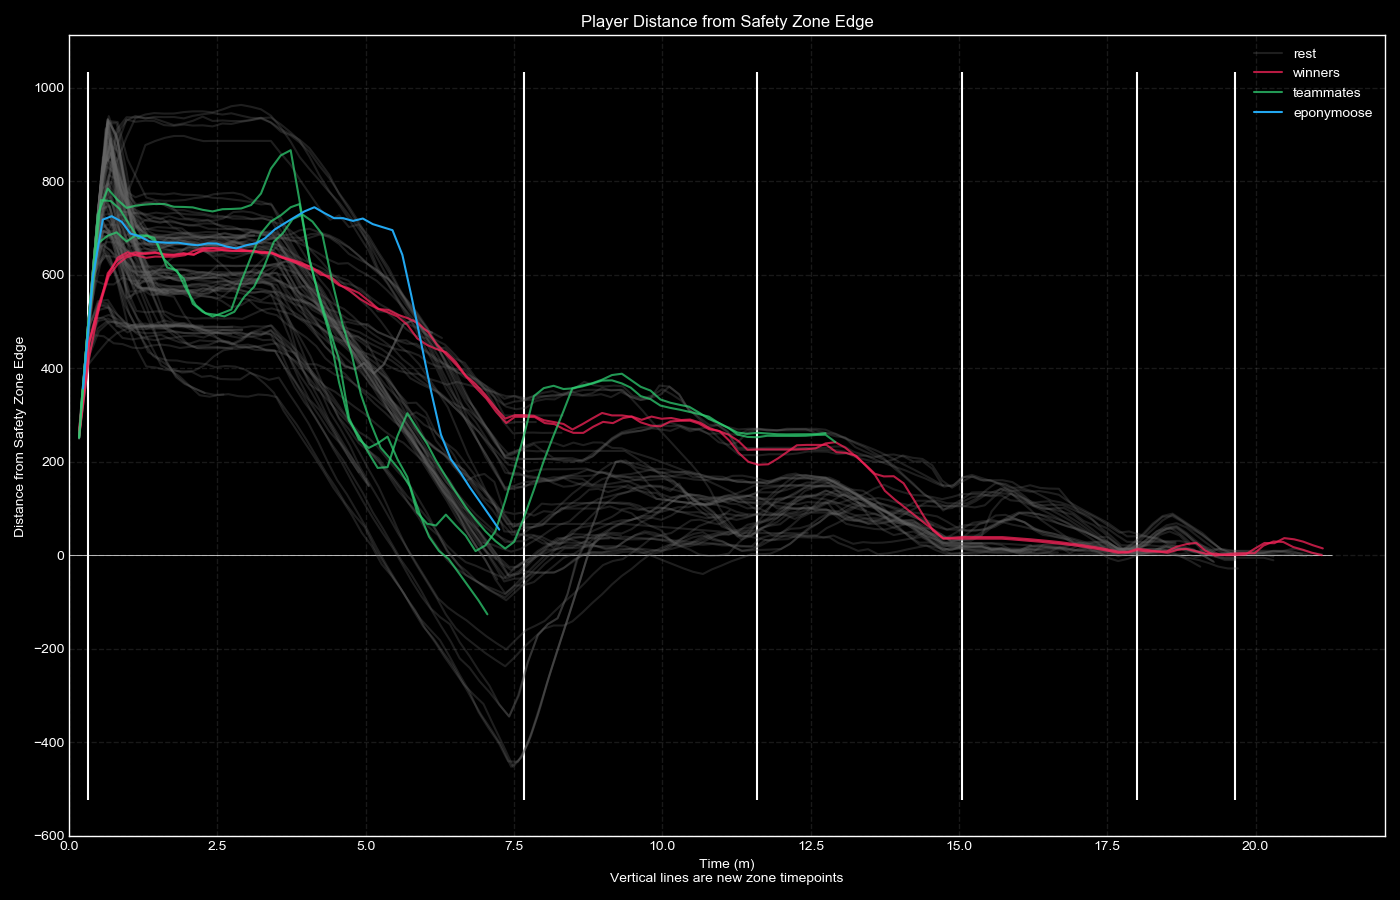 Player Distance from Safety Zone Edge
rest
winners
teammates
eponymoose
Distance from Safety Zone Edge
1000
800
600
400
200
0
−200
−400
−600
0.0 2.5 5.0 7.5 10.0 12.5 15.0 17.5 20.0
Time (m)
Vertical lines are new zone timepoints